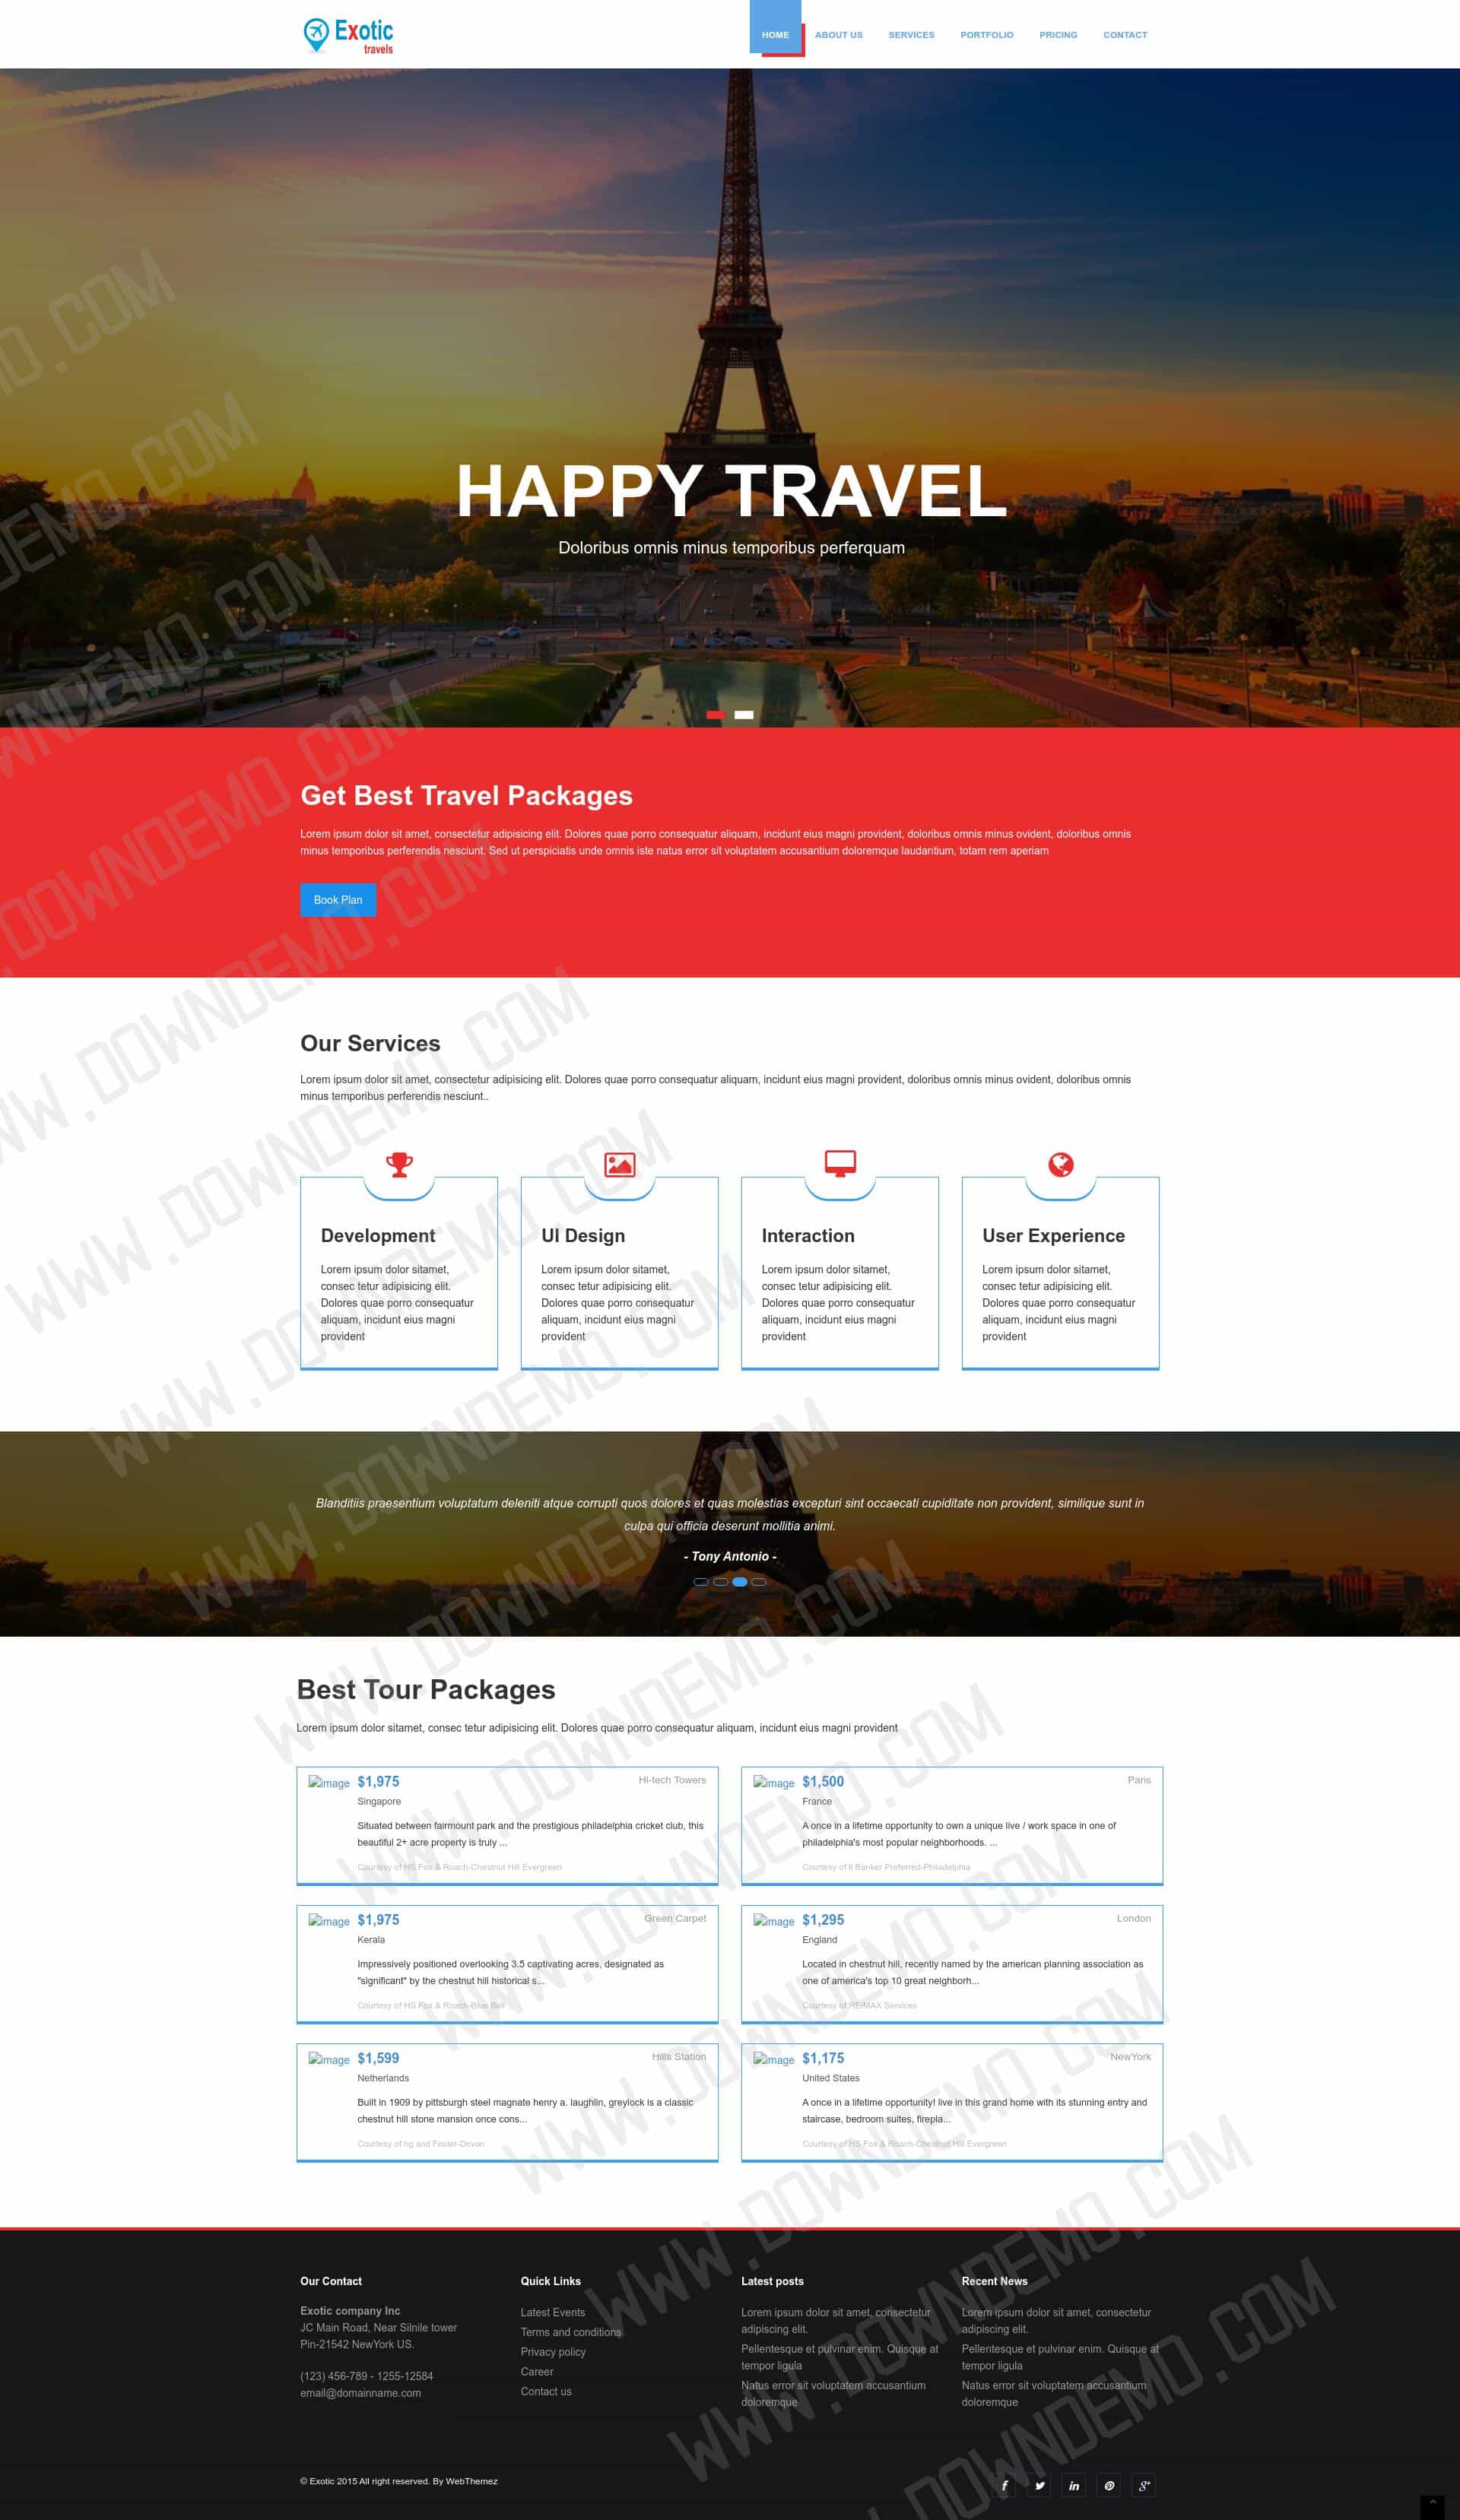 Exotic
travels
HOME
ABOUT US
SERVICES
PORTFOLIO
PRICING
CONTACT
HAPPY TRAVEL
Doloribus omnis minus temporibus perferquam
Get Best Travel Packages
Lorem ipsum dolor sit amet, consectetur adipisicing elit. Dolores quae porro consequatur aliquam, incidunt eius magni provident, doloribus omnis minus ovident, doloribus omnis
minus temporibus perferendis nesciunt. Sed ut perspiciatis unde omnis iste natus error sit voluptatem accusantium doloremque laudantium, totam rem aperiam
Book Plan
Our Services
Lorem ipsum dolor sit amet, consectetur adipisicing elit. Dolores quae porro consequatur aliquam, incidunt eius magni provident, doloribus omnis minus ovident, doloribus omnis
minus temporibus perferendis nesciunt..
Development
Lorem ipsum dolor sitamet,
consec tetur adipisicing elit.
Dolores quae porro consequatur
aliquam, incidunt eius magni
provident
UI Design
Lorem ipsum dolor sitamet,
consec tetur adipisicing elit.
Dolores quae porro consequatur
aliquam, incidunt eius magni
provident
Interaction
Lorem ipsum dolor sitamet,
consec tetur adipisicing elit.
Dolores quae porro consequatur
aliquam, incidunt eius magni
provident
User Experience
Lorem ipsum dolor sitamet,
consec tetur adipisicing elit.
Dolores quae porro consequatur
aliquam, incidunt eius magni
provident
Blanditiis praesentium voluptatum deleniti atque corrupti quos dolores et quas molestias excepturi sint occaecati cupiditate non provident, similique sunt in
culpa qui officia deserunt mollitia animi.
- Tony Antonio -
Best Tour Packages
Lorem ipsum dolor sitamet, consec tetur adipisicing elit. Dolores quae porro consequatur aliquam, incidunt eius magni provident
image
$1,975
Hi-tech Towers
Singapore
Situated between fairmount park and the prestigious philadelphia cricket club, this
beautiful 2+ acre property is truly ...
Courtesy of HS Fox & Roach-Chestnut Hill Evergreen
image
$1,500
Paris
France
A once in a lifetime opportunity to own a unique live / work space in one of
philadelphia's most popular neighborhoods. ...
Courtesy of ll Banker Preferred-Philadelphia
image
$1,975
Green Carpet
Kerala
Impressively positioned overlooking 3.5 captivating acres, designated as
"significant" by the chestnut hill historical s...
Courtesy of HS Fox & Roach-Blue Bell
image
$1,295
London
England
Located in chestnut hill, recently named by the american planning association as
one of america's top 10 great neighborh...
Courtesy of RE/MAX Services
image
$1,599
Hills Station
Netherlands
Built in 1909 by pittsburgh steel magnate henry a. laughlin, greylock is a classic
chestnut hill stone mansion once cons...
Courtesy of ng and Foster-Devon
image
$1,175
NewYork
United States
A once in a lifetime opportunity! live in this grand home with its stunning entry and
staircase, bedroom suites, firepla...
Courtesy of HS Fox & Roach-Chestnut Hill Evergreen
Our Contact
Exotic company Inc
JC Main Road, Near Silnile tower
Pin-21542 NewYork US.
(123) 456-789 - 1255-12584
email@domainname.com
Quick Links
Latest Events
Terms and conditions
Privacy policy
Career
Contact us
Latest posts
Lorem ipsum dolor sit amet, consectetur
adipiscing elit.
Pellentesque et pulvinar enim. Quisque at
tempor ligula
Natus error sit voluptatem accusantium
doloremque
Recent News
Lorem ipsum dolor sit amet, consectetur
adipiscing elit.
Pellentesque et pulvinar enim. Quisque at
tempor ligula
Natus error sit voluptatem accusantium
doloremque
© Exotic 2015 All right reserved. By WebThemez
WWW.DOWNDEMO.COM